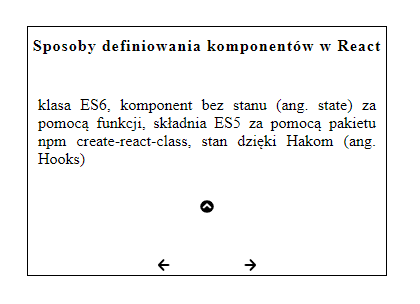 Sposoby definiowania komponentów w React
klasa ES6, komponent bez stanu (ang. state) za
pomocą funkcji, składnia ES5 za pomocą pakietu
npm create-react-class, stan dzięki Hakom (ang.
Hooks)